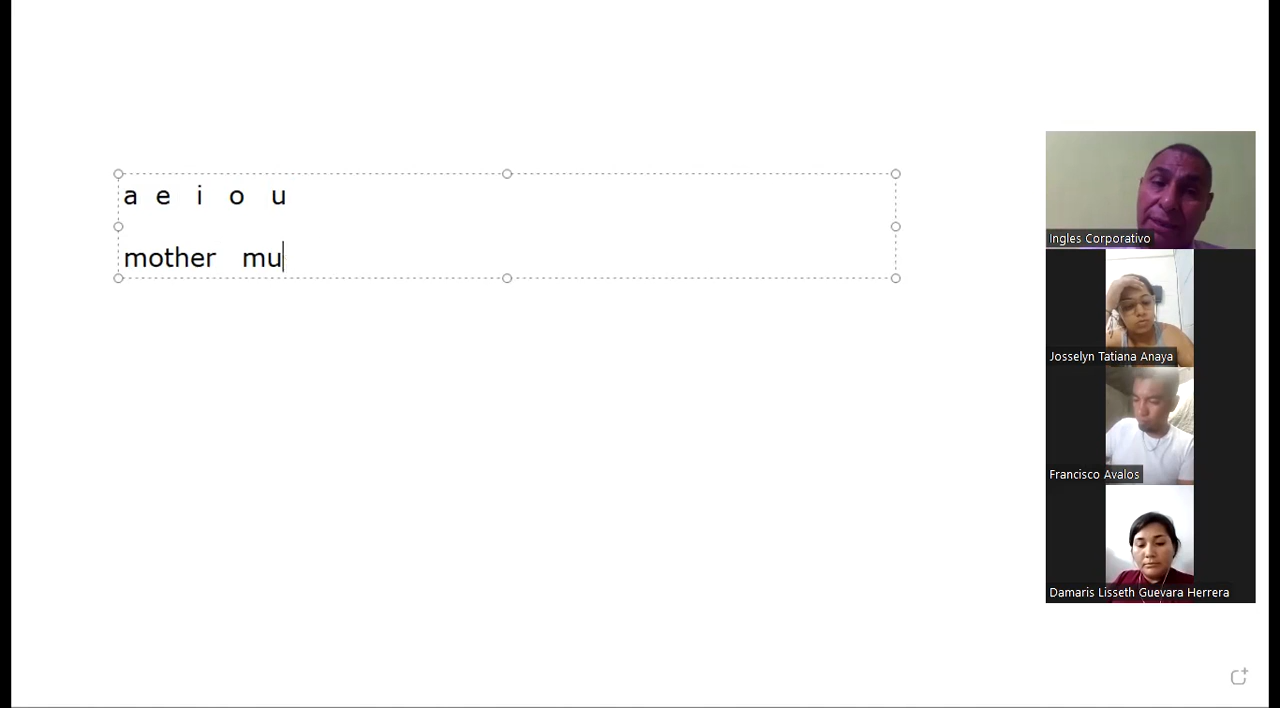 a e i o u
mother mu
Ingles Corporativo
Josselyn Tatiana Anaya
Francisco Avalos
Damaris Lisseth Guevara Herrera